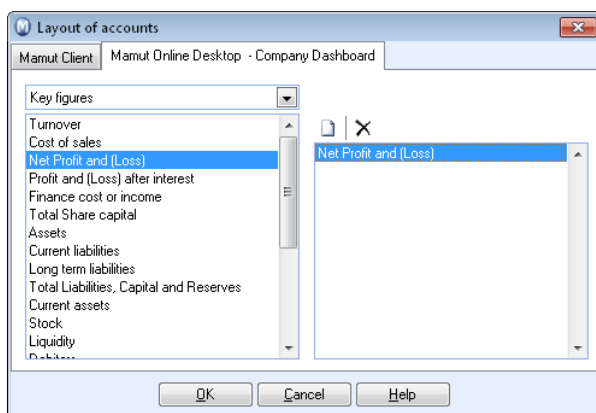 Layout of accounts
Mamut Client
Mamut Online Desktop - Company Dashboard
Key figures
Turnover
Cost of sales
Net Profit and (Loss)
Profit and (Loss) after interest
Finance cost or income
Total Share capital
Assets
Current liabilities
Long term liabilities
Total Liabilities, Capital and Reserves
Current assets
Stock
Liquidity
Net Profit and (Loss)
OK Cancel Help